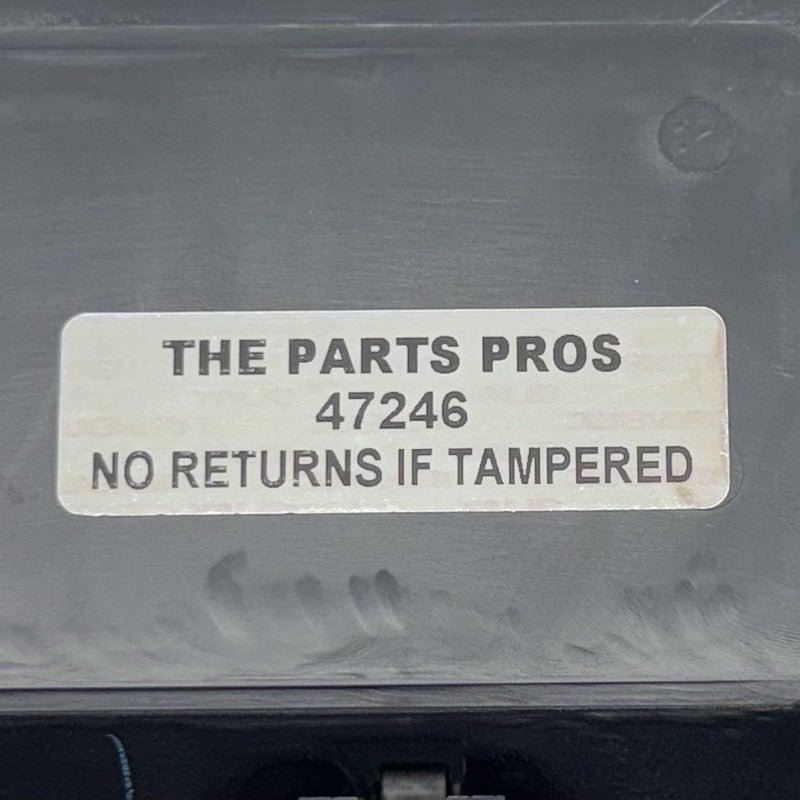 THE PARTS PROS
47246
NO RETURNS IF TAMPERED